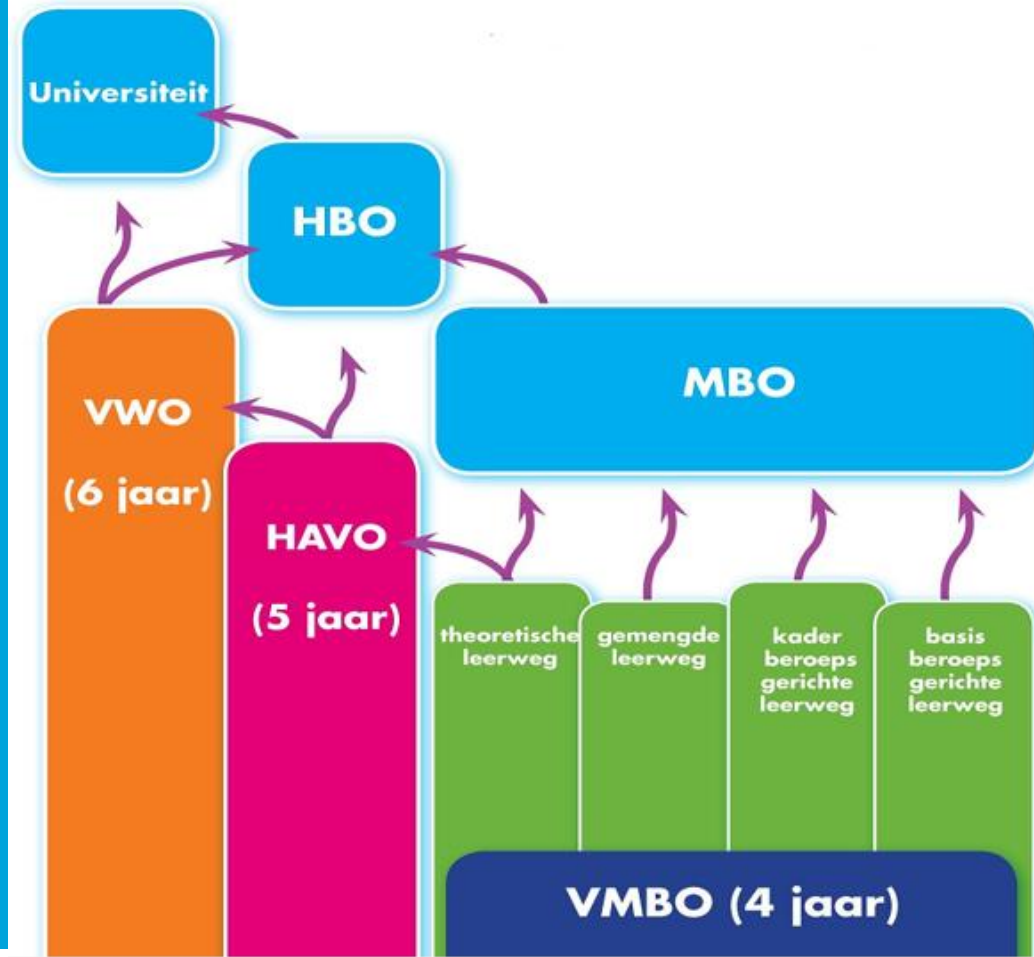 Universiteit
HBO
MBO
VWO
(6 jaar)
HAVO
(5 jaar)
theoretische
leerweg
gemengde
leerweg
kader
beroeps
gerichte
leerweg
basis
beroeps
gerichte
leerweg
VMBO (4 jaar)